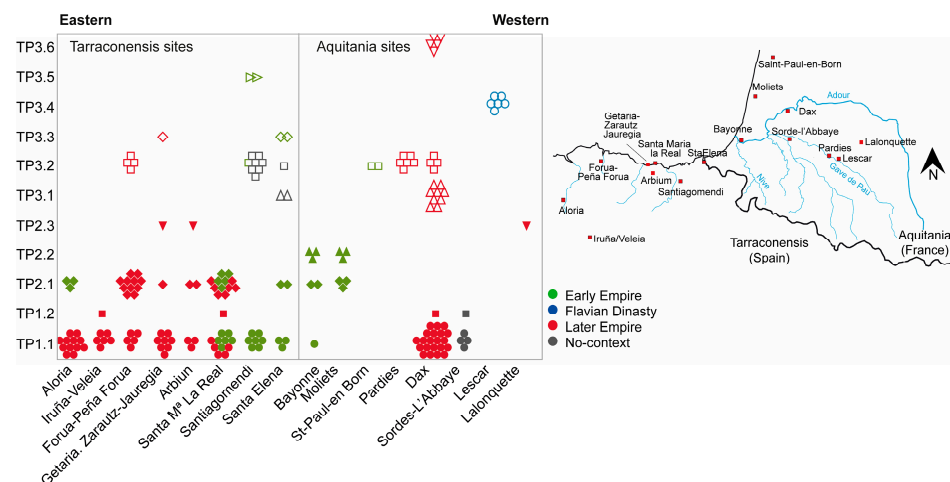 Eastern
Western
Tarraconensis sites
Aquitania sites
TP3.6
TP3.5
TP3.4
TP3.3
TP3.2
TP3.1
TP2.3
TP2.2
TP2.1
TP1.2
TP1.1
Aloria
Iruña-Veleia
Forua-Peña Forua
Getaria. Zarautz-Jauregia
Arbiun
Santa Mª La Real
Santiagomendi
Santa Elena
Bayonne
Moliets
St-Paul-en Born
Pardies
Dax
Sordes-L'Abbaye
Lescar
Lalonquette
Saint-Paul-en-Born
Moliets
Adour
Dax
Getaria-
Zarautz
Jauregia
Bayonne
Sorde-l'Abbaye
Santa Maria
la Real
StaElena
Pardies
Lalonquette
Lescar
Forua-
Peña Forua
Arbium
Santiagomendi
Nive
Gave de Pau
N
Aloria
Iruña/Veleia
Tarraconensis
(Spain)
Aquitania
(France)
Early Empire
Flavian Dinasty
Later Empire
No-context